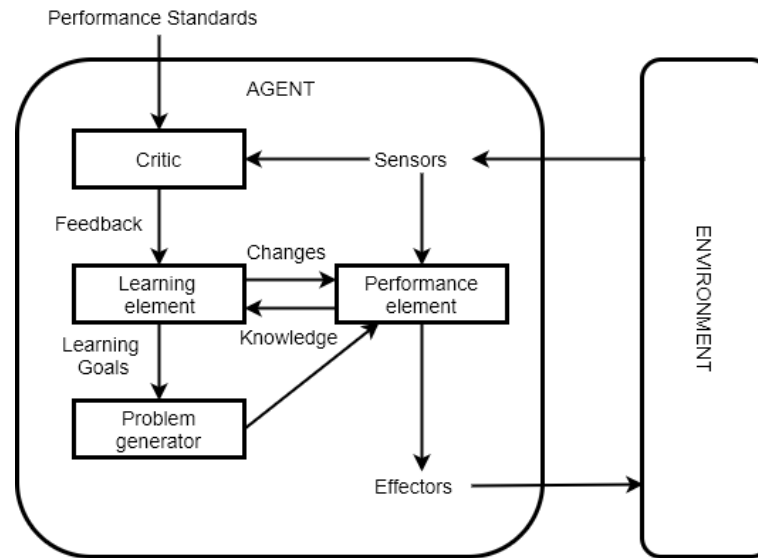 Performance Standards
AGENT
Critic
Sensors
Feedback
Changes
Learning
element
Performance
element
Knowledge
Learning
Goals
Problem
generator
Effectors
ENVIRONMENT